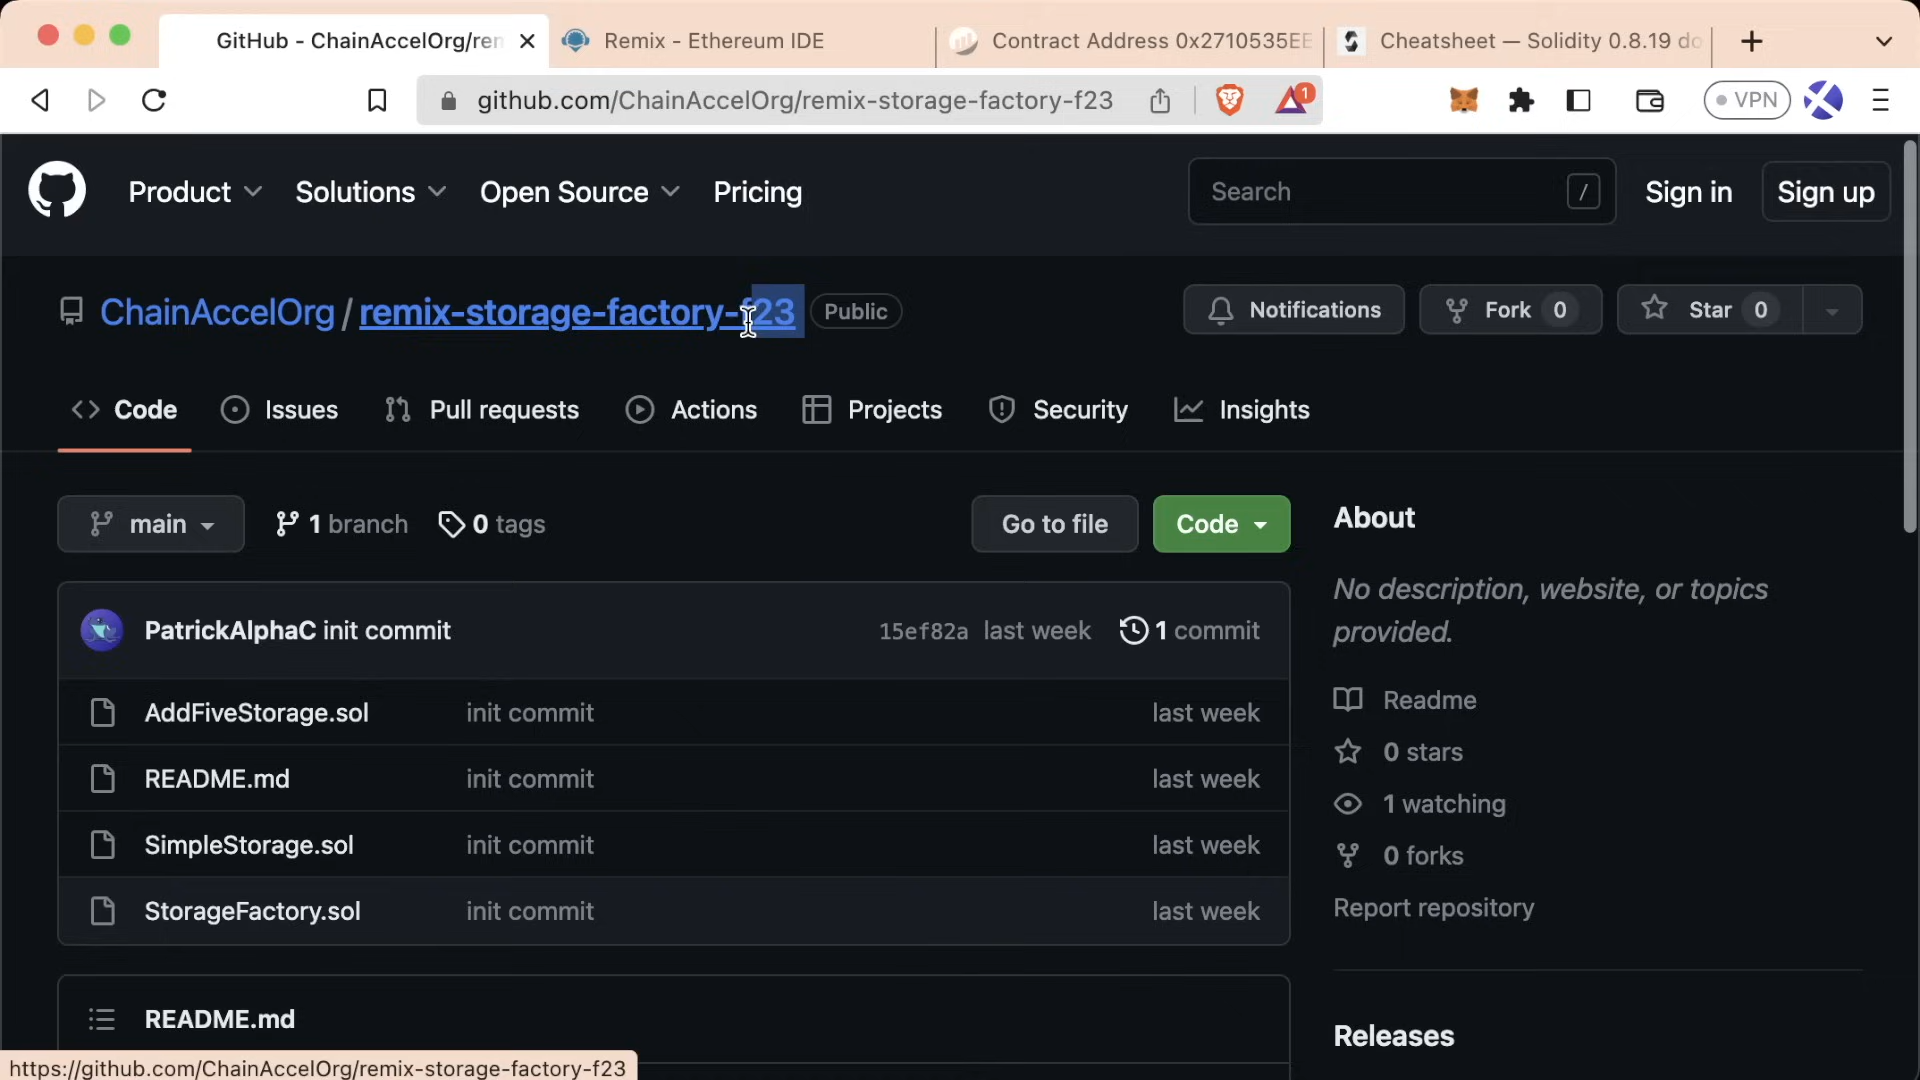 GitHub - ChainAccelOrg/ren
Remix - Ethereum IDE
Contract Address 0x2710535EE
Cheatsheet — Solidity 0.8.19 do
github.com/ChainAccelOrg/remix-storage-factory-f23
1
VPN
Product
Solutions
Open Source
Pricing
Search
/
Sign in
Sign up
ChainAccelOrg / remix-storage-factory-f23
Public
Notifications
Fork 0
Star 0
Code
Issues
Pull requests
Actions
Projects
Security
Insights
main
1 branch
0 tags
Go to file
Code
About
No description, website, or topics
provided.
PatrickAlphaC init commit
15ef82a last week
1 commit
AddFiveStorage.sol init commit last week
README.md init commit last week
SimpleStorage.sol init commit last week
StorageFactory.sol init commit last week
Readme
0 stars
1 watching
0 forks
Report repository
README.md
Releases
https://github.com/ChainAccelOrg/remix-storage-factory-f23